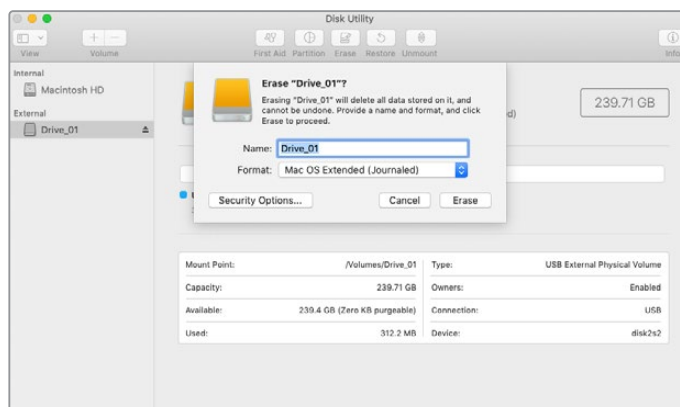 Disk Utility
View
Volume
First Aid Partition Erase Restore Unmount
Info
Internal
Macintosh HD
External
Drive_01
Erase "Drive_01"?
Erasing "Drive_01" will delete all data stored on it, and
cannot be undone. Provide a name and format, and click
Erase to proceed.
Name: Drive_01
Format: Mac OS Extended (Journaled)
Security Options... Cancel Erase
d)
239.71 GB
Mount Point: /Volumes/Drive_01 Type: USB External Physical Volume
Capacity: 239.71 GB Owners: Enabled
Available: 239.4 GB (Zero KB purgeable) Connection: USB
Used: 312.2 MB Device: disk2s2